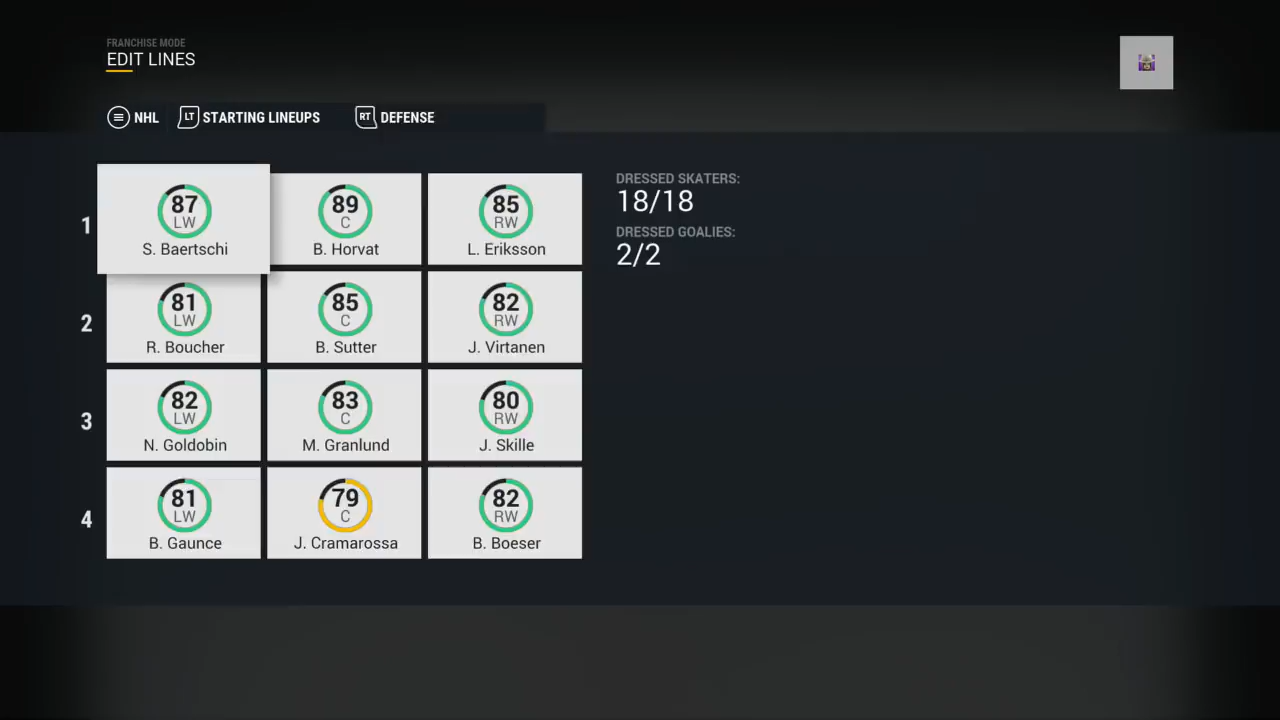 FRANCHISE MODE
EDIT LINES
NHL LT STARTING LINEUPS RT DEFENSE
1
87
LW
S. Baertschi
89
C
B. Horvat
85
RW
L. Eriksson
DRESSED SKATERS:
18/18
DRESSED GOALIES:
2/2
2
81
LW
R. Boucher
85
C
B. Sutter
82
RW
J. Virtanen
3
82
LW
N. Goldobin
83
C
M. Granlund
80
RW
J. Skille
4
81
LW
B. Gaunce
79
C
J. Cramarossa
82
RW
B. Boeser